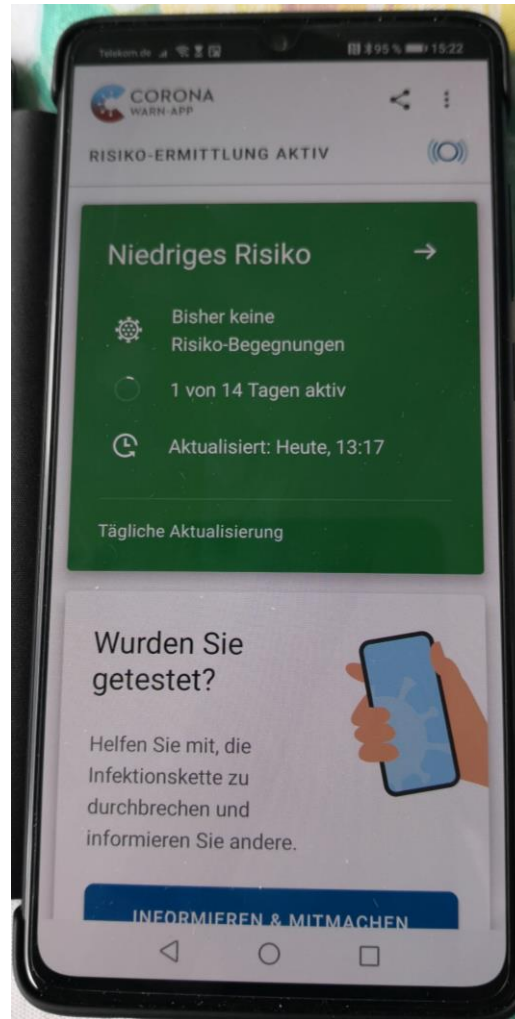 Telekom.de 95 % 15:22
CORONA
WARN-APP
RISIKO-ERMITTLUNG AKTIV
Niedriges Risiko
Bisher keine
Risiko-Begegnungen
1 von 14 Tagen aktiv
Aktualisiert: Heute, 13:17
Tägliche Aktualisierung
Wurden Sie
getestet?
Helfen Sie mit, die
Infektionskette zu
durchbrechen und
informieren Sie andere.
INFORMIEREN & MITMACHEN